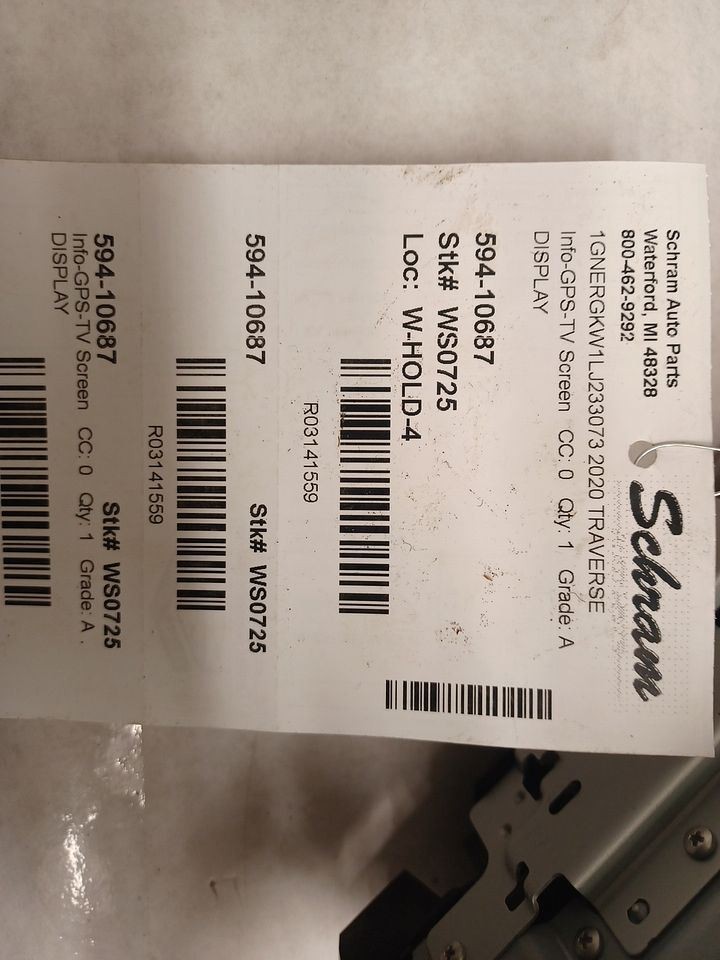 Schram Auto Parts
Waterford, MI 48328
800-462-9292
Schram
1GNERGKW1LJ233073 2020 TRAVERSE
Info-GPS-TV Screen CC: 0 Qty: 1 Grade: A
DISPLAY
594-10687
Stk# WS0725
Loc: W-HOLD-4
R03141559
594-10687 Stk# WS0725
R03141559
594-10687 Stk# WS0725
Info-GPS-TV Screen CC: 0 Qty: 1 Grade: A .
DISPLAY